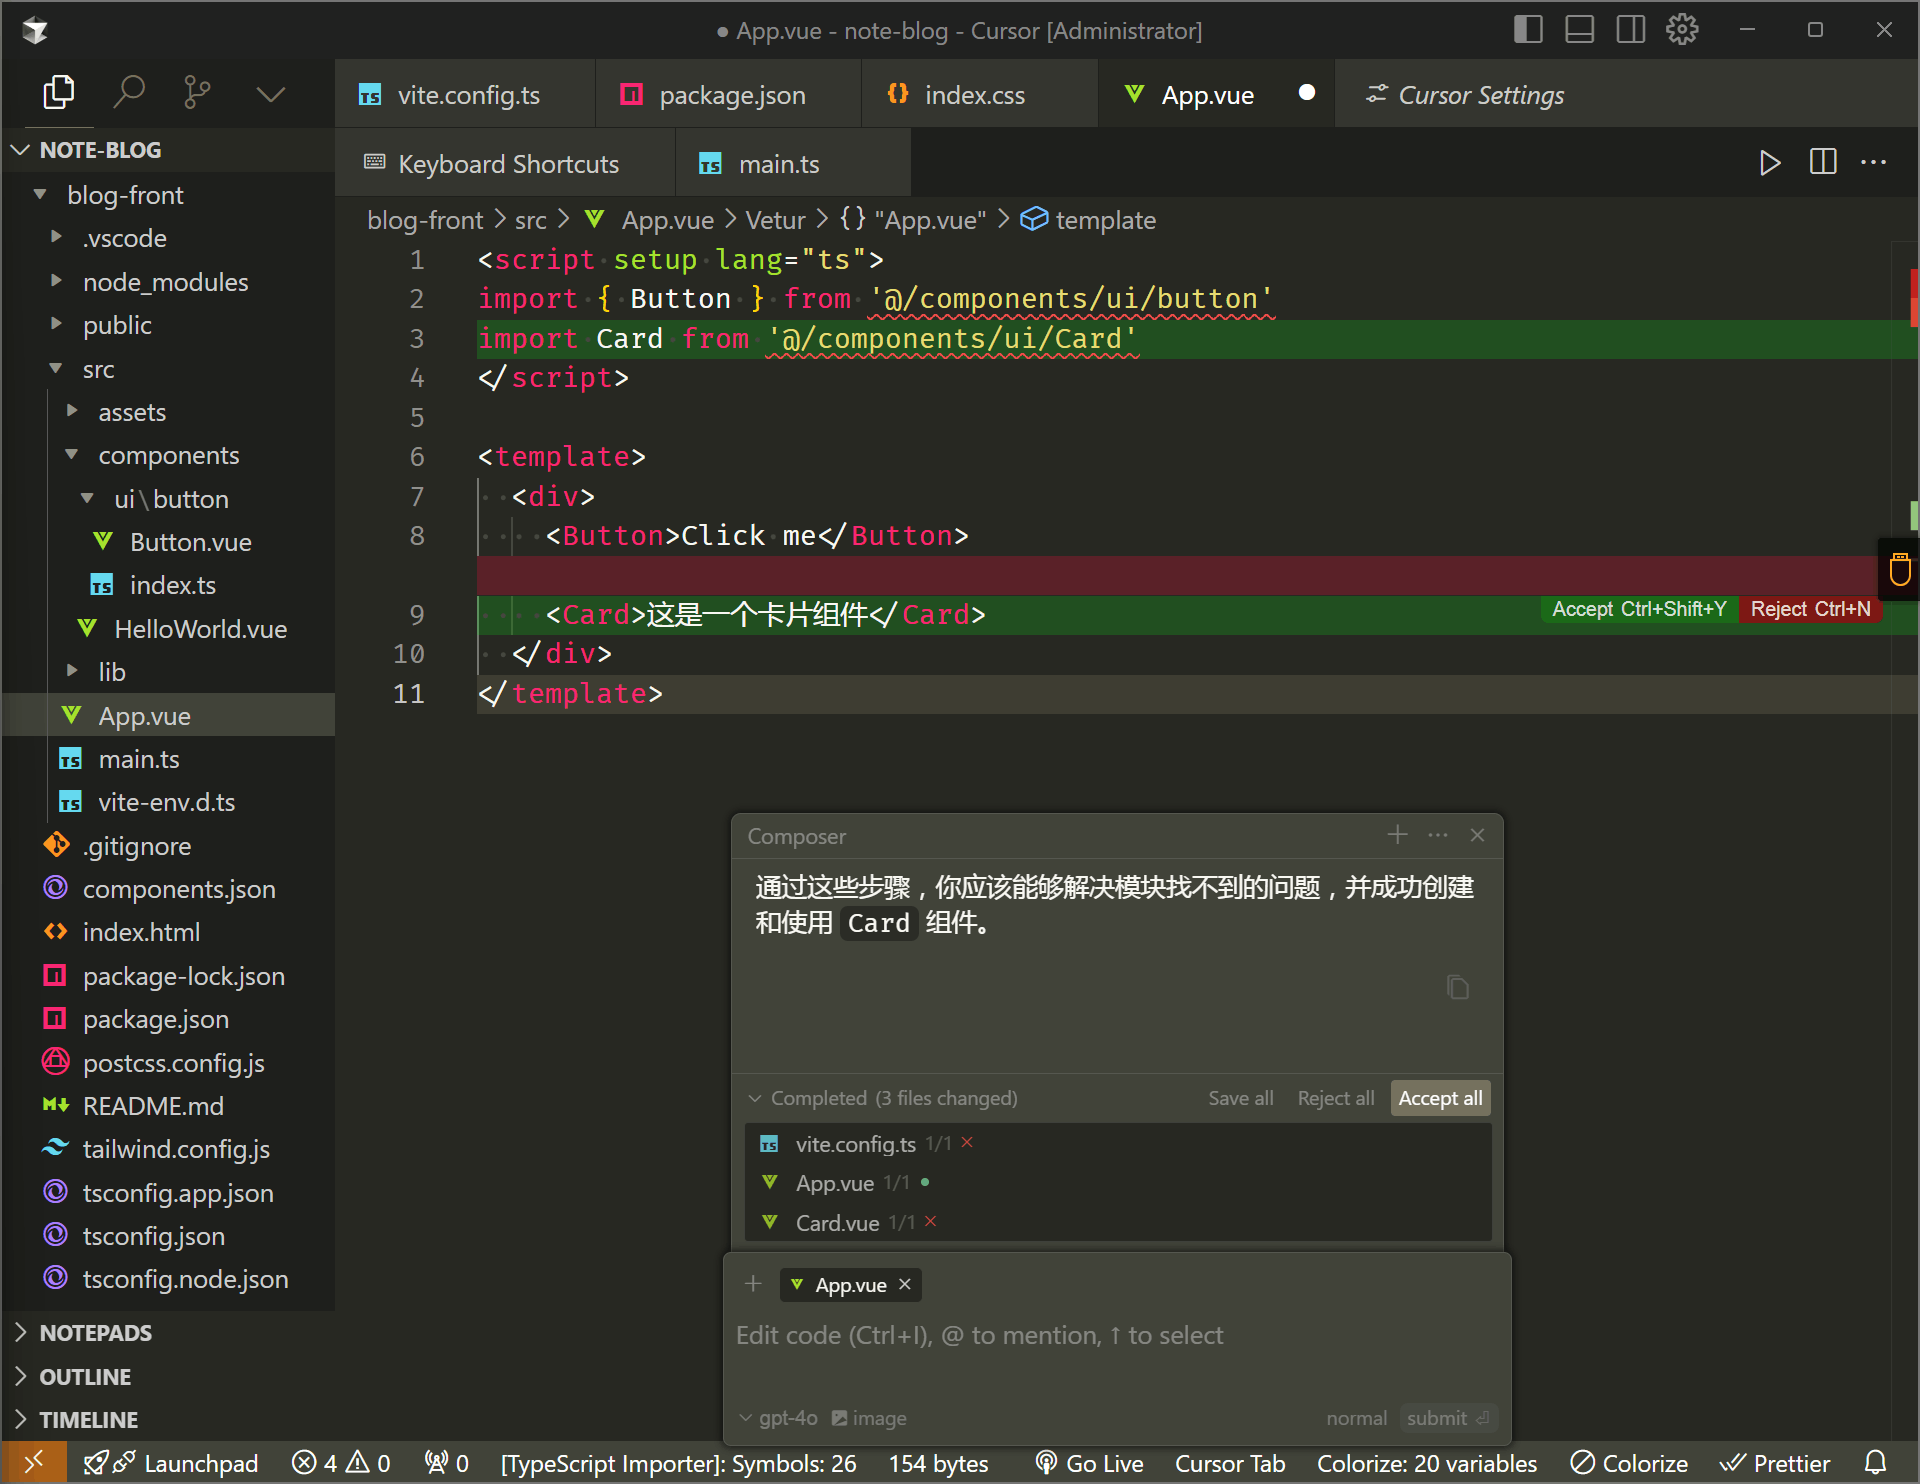 ● App.vue - note-blog - Cursor [Administrator]
vite.config.ts
package.json
index.css
App.vue
Cursor Settings
Keyboard Shortcuts
main.ts
blog-front > src > App.vue > Vetur > {} "App.vue" > template
NOTE-BLOG
blog-front
.vscode
node_modules
public
src
assets
components
ui\button
Button.vue
index.ts
HelloWorld.vue
lib
App.vue
main.ts
vite-env.d.ts
.gitignore
components.json
index.html
package-lock.json
package.json
postcss.config.js
README.md
tailwind.config.js
tsconfig.app.json
tsconfig.json
tsconfig.node.json
NOTEPADS
OUTLINE
TIMELINE
1 <script setup lang="ts">
2 import { Button } from '@/components/ui/button'
3 import Card from '@/components/ui/Card'
4 </script>
5
6 <template>
7 <div>
8 <Button>Click me</Button>
9 <Card>这是一个卡片组件</Card>
Accept Ctrl+Shift+Y Reject Ctrl+N
10 </div>
11 </template>
Composer
通过这些步骤，你应该能够解决模块找不到的问题，并成功创建
和使用 Card 组件。
Completed (3 files changed) Save all Reject all Accept all
vite.config.ts 1/1
App.vue 1/1
Card.vue 1/1
App.vue
Edit code (Ctrl+I), @ to mention, ↑ to select
gpt-4o image normal submit
Launchpad 4 0 0 [TypeScript Importer]: Symbols: 26 154 bytes Go Live Cursor Tab Colorize: 20 variables Colorize Prettier